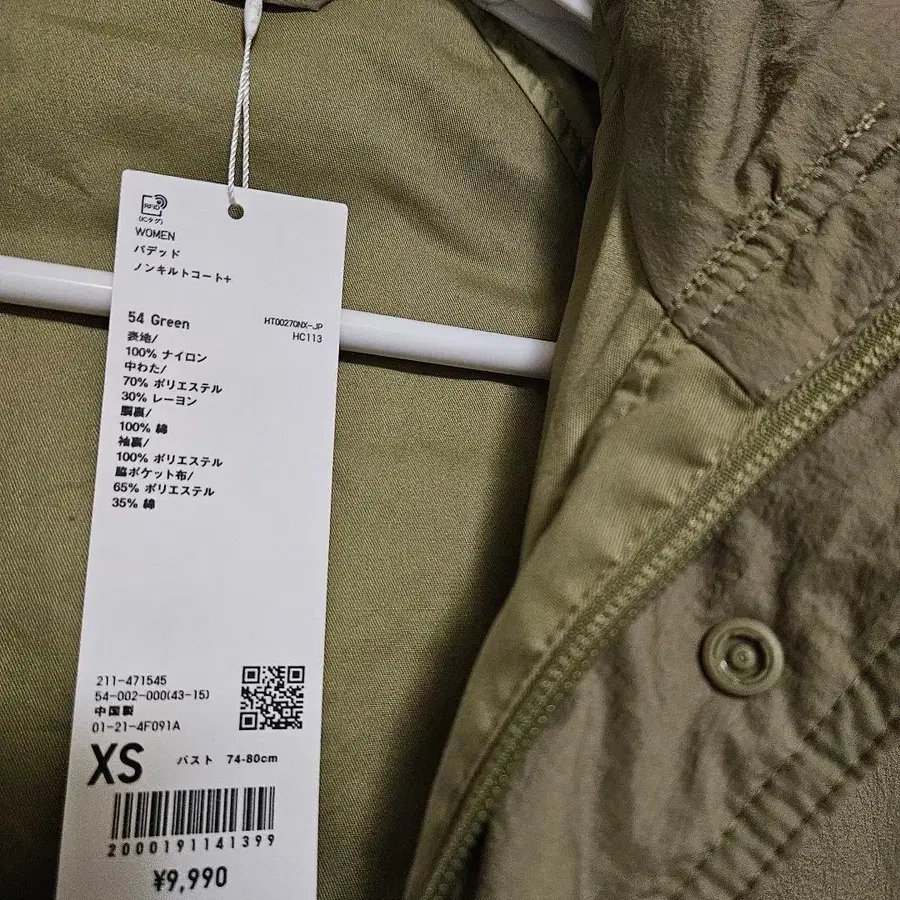 RFID
(ICタグ)
WOMEN
パデッド
ノンキルトコート+
54 Green
HT00270NX-JP
HC113
表地/
100% ナイロン
中わた/
70% ポリエステル
30% レーヨン
胴裏/
100% 綿
袖裏/
100% ポリエステル
脇ポケット布/
65% ポリエステル
35% 綿
211-471545
54-002-000(43-15)
中国製
01-21-4F091A
XS バスト 74-80cm
2000191141399
¥9,990